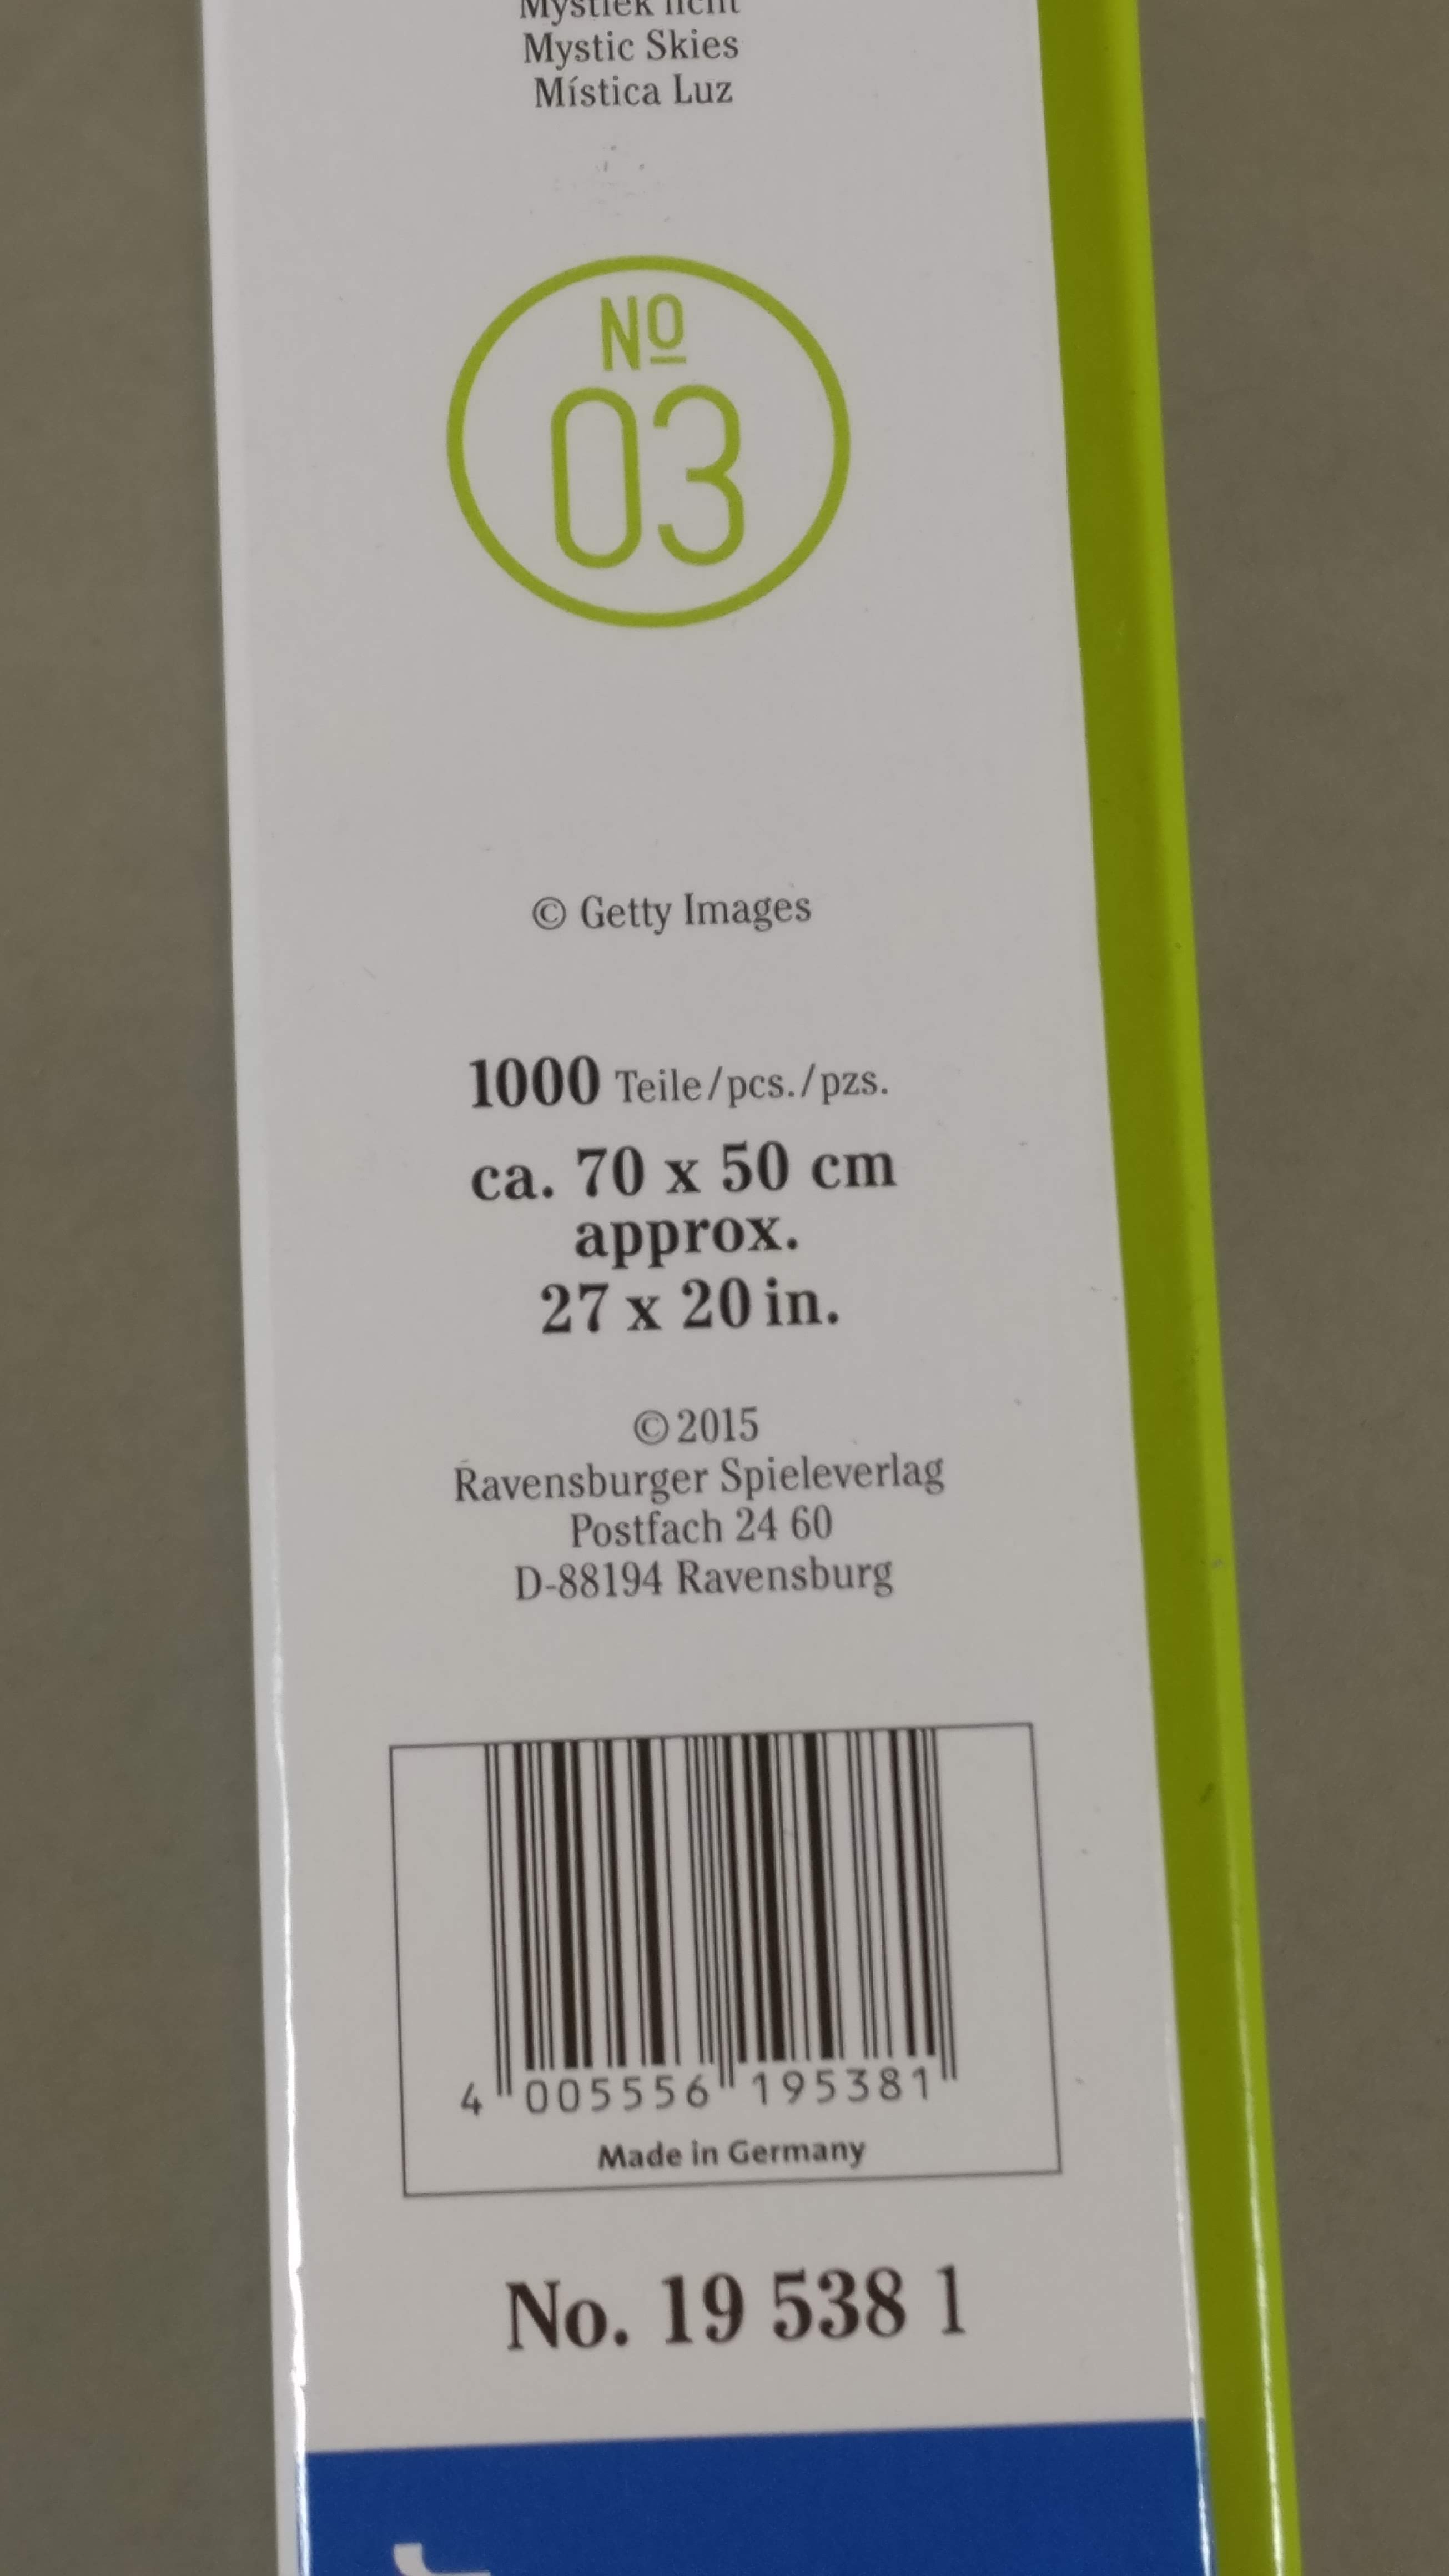 Mystiek licht
Mystic Skies
Mística Luz
Nº
03
© Getty Images
1000 Teile/pcs./pzs.
ca. 70 x 50 cm
approx.
27 x 20 in.
© 2015
Ravensburger Spieleverlag
Postfach 24 60
D-88194 Ravensburg
4 005556 195381
Made in Germany
No. 19 538 1